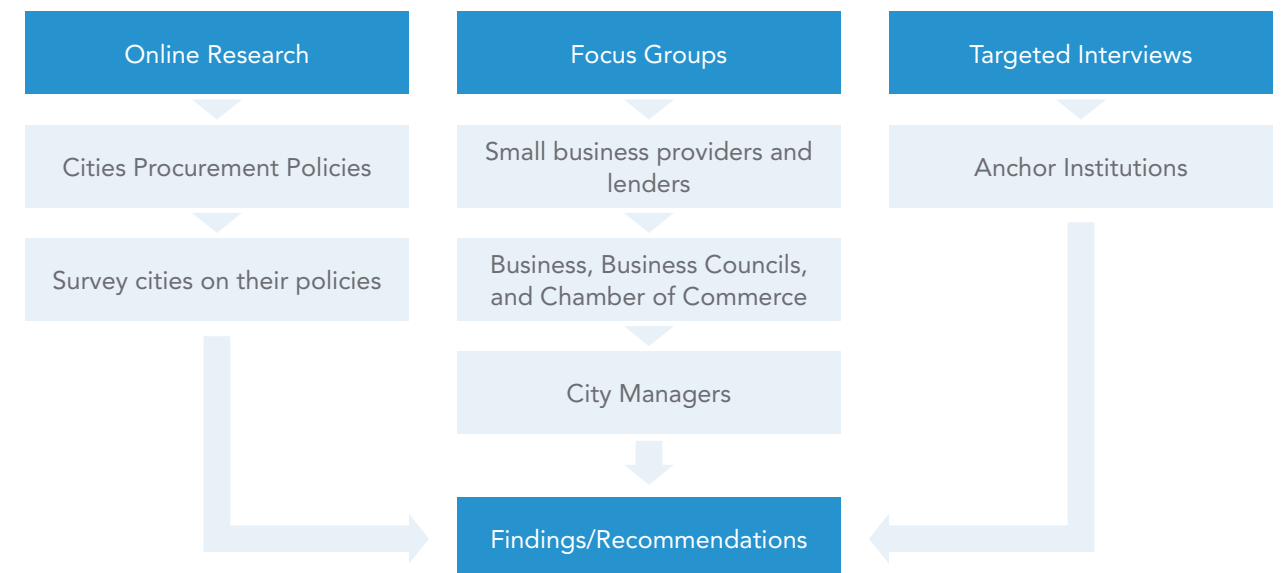 Online Research
Cities Procurement Policies
Survey cities on their policies
Focus Groups
Small business providers and
lenders
Business, Business Councils,
and Chamber of Commerce
City Managers
Targeted Interviews
Anchor Institutions
Findings/Recommendations